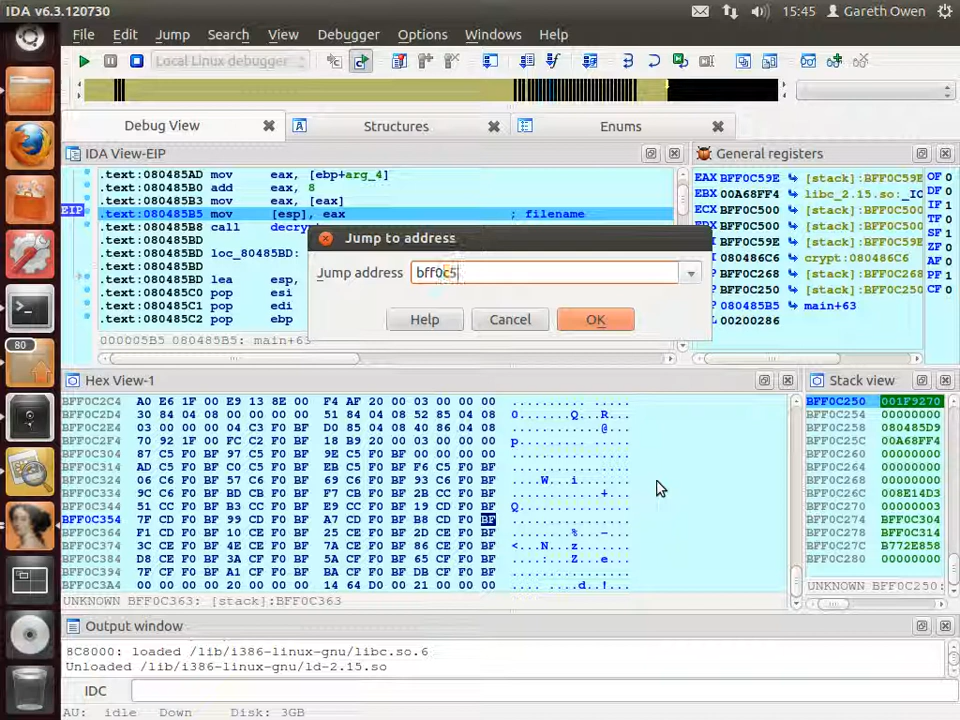 IDA v6.3.120730
15:45 Gareth Owen
File Edit Jump Search View Debugger Options Windows Help
Local Linux debugger
Debug View Structures Enums
IDA View-EIP
General registers
.text:080485AD mov eax, [ebp+arg_4]
.text:080485B0 add eax, 8
.text:080485B3 mov eax, [eax]
EIP .text:080485B5 mov [esp], eax ; filename
.text:080485B8 call decry
.text:080485BD
.text:080485BD loc_80485BD:
.text:080485BD
.text:080485BD lea esp,
.text:080485C0 pop esi
.text:080485C1 pop edi
.text:080485C2 pop ebp
000005B5 080485B5: main+63
EAX BFF0C59E [stack]:BFF0C59E OF 0
EBX 00A68FF4 libc_2.15.so:_IC DF 0
ECX BFF0C500 [stack]:BFF0C500 IF 1
[stack]:BFF0C500 TF 0
[stack]:BFF0C59E SF 1
080486C6 crypt:080486C6 ZF 0
BFF0C268 [stack]:BFF0C268 AF 0
[stack]:BFF0C250 PF 0
080485B5 main+63 CF 0
00200286
Jump to address
Jump address bff0c5
Help Cancel OK
80
Hex View-1
BFF0C2C4 A0 E6 1F 00 E9 13 8E 00 F4 AF 20 00 03 00 00 00
BFF0C2D4 30 84 04 08 00 00 00 00 51 84 04 08 52 85 04 08 0.......Q...R...
BFF0C2E4 03 00 00 00 04 C3 F0 BF D0 85 04 08 40 86 04 08 ............@...
BFF0C2F4 70 92 1F 00 FC C2 F0 BF 18 B9 20 00 03 00 00 00 p...............
BFF0C304 87 C5 F0 BF 00 C5 F0 BF 9E C5 F0 BF 00 00 00 00
BFF0C314 AD C5 F0 BF C0 C5 F0 BF EB C5 F0 BF F6 C5 F0 BF
BFF0C324 06 C6 F0 BF 57 C6 F0 BF 69 C6 F0 BF 93 C6 F0 BF ....W...i.......
BFF0C334 9C C6 F0 BF BD CB F0 BF F7 CB F0 BF 2B CC F0 BF ............+...
BFF0C344 51 CC F0 BF B3 CC F0 BF E9 CC F0 BF 19 CD F0 BF Q...............
BFF0C354 7F CD F0 BF 99 CD F0 BF A7 CD F0 BF B8 CD F0 BF
BFF0C364 F1 CD F0 BF 10 CE F0 BF 25 CE F0 BF 2D CE F0 BF ........%...-...
BFF0C374 3C CE F0 BF 4E CE F0 BF 7A CE F0 BF 86 CE F0 BF <...N...z.......
BFF0C384 D8 CE F0 BF 3A CF F0 BF 5A CF F0 BF 65 CF F0 BF ....:...Z...e...
BFF0C394 7F CF F0 BF A1 CF F0 BF BF CF F0 BF DB CF F0 BF
BFF0C3A4 00 00 00 00 20 00 00 00 14 64 D0 00 21 00 00 00 .... ....d..!...
UNKNOWN BFF0C363: [stack]:BFF0C363
Stack view
BFF0C250 001F9270
BFF0C254 00000000
BFF0C258 080485D9
BFF0C25C 00A68FF4
BFF0C260 00000000
BFF0C264 00000000
BFF0C268 00000000
BFF0C26C 008E14D3
BFF0C270 00000003
BFF0C274 BFF0C304
BFF0C278 BFF0C314
BFF0C27C B772E858
BFF0C280 00000000
UNKNOWN BFF0C250:
Output window
8C8000: loaded /lib/i386-linux-gnu/libc.so.6
Unloaded /lib/i386-linux-gnu/ld-2.15.so
IDC
AU: idle Down Disk: 3GB